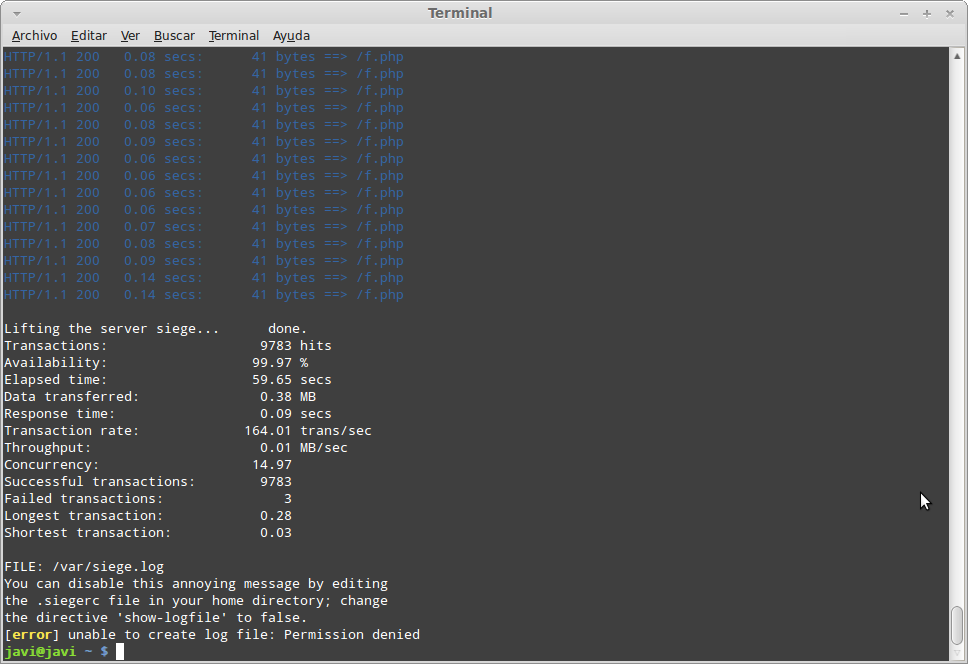 Terminal
Archivo Editar Ver Buscar Terminal Ayuda
HTTP/1.1 200   0.08 secs:      41 bytes ==> /f.php
HTTP/1.1 200   0.08 secs:      41 bytes ==> /f.php
HTTP/1.1 200   0.10 secs:      41 bytes ==> /f.php
HTTP/1.1 200   0.06 secs:      41 bytes ==> /f.php
HTTP/1.1 200   0.08 secs:      41 bytes ==> /f.php
HTTP/1.1 200   0.09 secs:      41 bytes ==> /f.php
HTTP/1.1 200   0.06 secs:      41 bytes ==> /f.php
HTTP/1.1 200   0.06 secs:      41 bytes ==> /f.php
HTTP/1.1 200   0.06 secs:      41 bytes ==> /f.php
HTTP/1.1 200   0.06 secs:      41 bytes ==> /f.php
HTTP/1.1 200   0.07 secs:      41 bytes ==> /f.php
HTTP/1.1 200   0.08 secs:      41 bytes ==> /f.php
HTTP/1.1 200   0.09 secs:      41 bytes ==> /f.php
HTTP/1.1 200   0.14 secs:      41 bytes ==> /f.php
HTTP/1.1 200   0.14 secs:      41 bytes ==> /f.php
Lifting the server siege...      done.
Transactions:                   9783 hits
Availability:                  99.97 %
Elapsed time:                  59.65 secs
Data transferred:               0.38 MB
Response time:                  0.09 secs
Transaction rate:             164.01 trans/sec
Throughput:                     0.01 MB/sec
Concurrency:                   14.97
Successful transactions:        9783
Failed transactions:               3
Longest transaction:            0.28
Shortest transaction:           0.03
FILE: /var/siege.log
You can disable this annoying message by editing
the .siegerc file in your home directory; change
the directive 'show-logfile' to false.
[error] unable to create log file: Permission denied
javi@javi ~ $